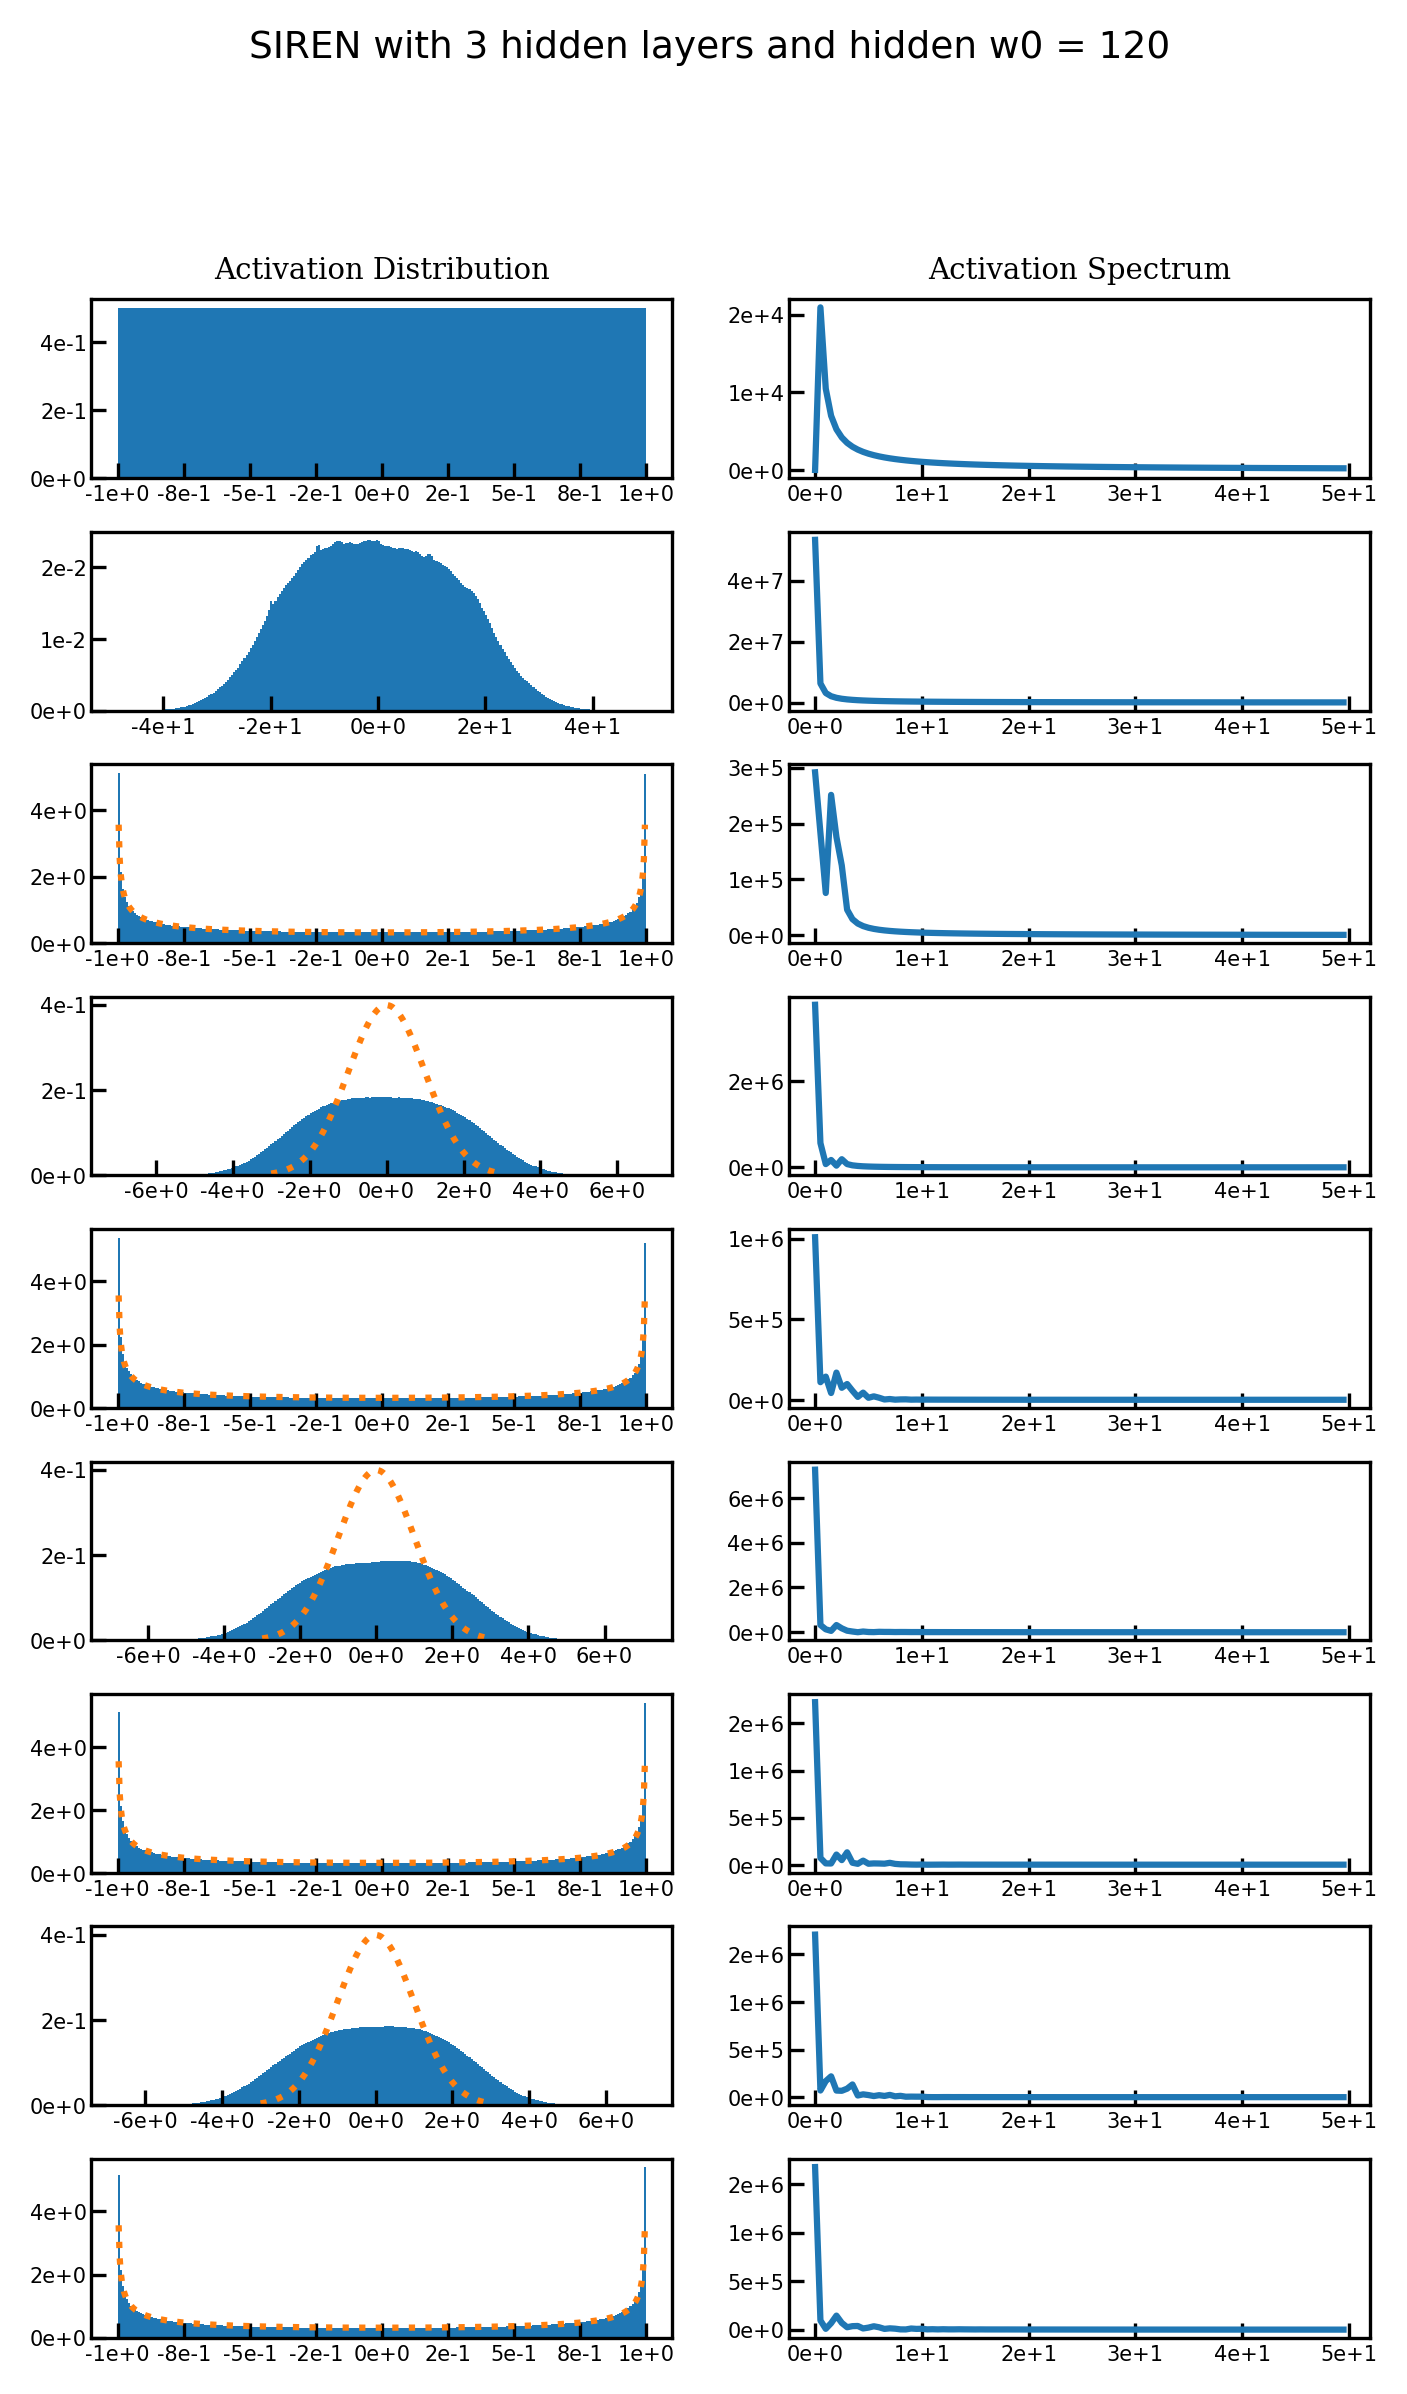 SIREN with 3 hidden layers and hidden w0 = 120
Activation Distribution
Activation Spectrum
4e-1
2e-1
0e+0
-1e+0 -8e-1 -5e-1 -2e-1 0e+0 2e-1 5e-1 8e-1 1e+0
2e+4
1e+4
0e+0
0e+0 1e+1 2e+1 3e+1 4e+1 5e+1
2e-2
1e-2
0e+0
-4e+1 -2e+1 0e+0 2e+1 4e+1
4e+7
2e+7
0e+0
0e+0 1e+1 2e+1 3e+1 4e+1 5e+1
4e+0
2e+0
0e+0
-1e+0 -8e-1 -5e-1 -2e-1 0e+0 2e-1 5e-1 8e-1 1e+0
3e+5
2e+5
1e+5
0e+0
0e+0 1e+1 2e+1 3e+1 4e+1 5e+1
4e-1
2e-1
0e+0
-6e+0 -4e+0 -2e+0 0e+0 2e+0 4e+0 6e+0
2e+6
0e+0
0e+0 1e+1 2e+1 3e+1 4e+1 5e+1
4e+0
2e+0
0e+0
-1e+0 -8e-1 -5e-1 -2e-1 0e+0 2e-1 5e-1 8e-1 1e+0
1e+6
5e+5
0e+0
0e+0 1e+1 2e+1 3e+1 4e+1 5e+1
4e-1
2e-1
0e+0
-6e+0 -4e+0 -2e+0 0e+0 2e+0 4e+0 6e+0
6e+6
4e+6
2e+6
0e+0
0e+0 1e+1 2e+1 3e+1 4e+1 5e+1
4e+0
2e+0
0e+0
-1e+0 -8e-1 -5e-1 -2e-1 0e+0 2e-1 5e-1 8e-1 1e+0
2e+6
1e+6
5e+5
0e+0
0e+0 1e+1 2e+1 3e+1 4e+1 5e+1
4e-1
2e-1
0e+0
-6e+0 -4e+0 -2e+0 0e+0 2e+0 4e+0 6e+0
2e+6
1e+6
5e+5
0e+0
0e+0 1e+1 2e+1 3e+1 4e+1 5e+1
4e+0
2e+0
0e+0
-1e+0 -8e-1 -5e-1 -2e-1 0e+0 2e-1 5e-1 8e-1 1e+0
2e+6
1e+6
5e+5
0e+0
0e+0 1e+1 2e+1 3e+1 4e+1 5e+1